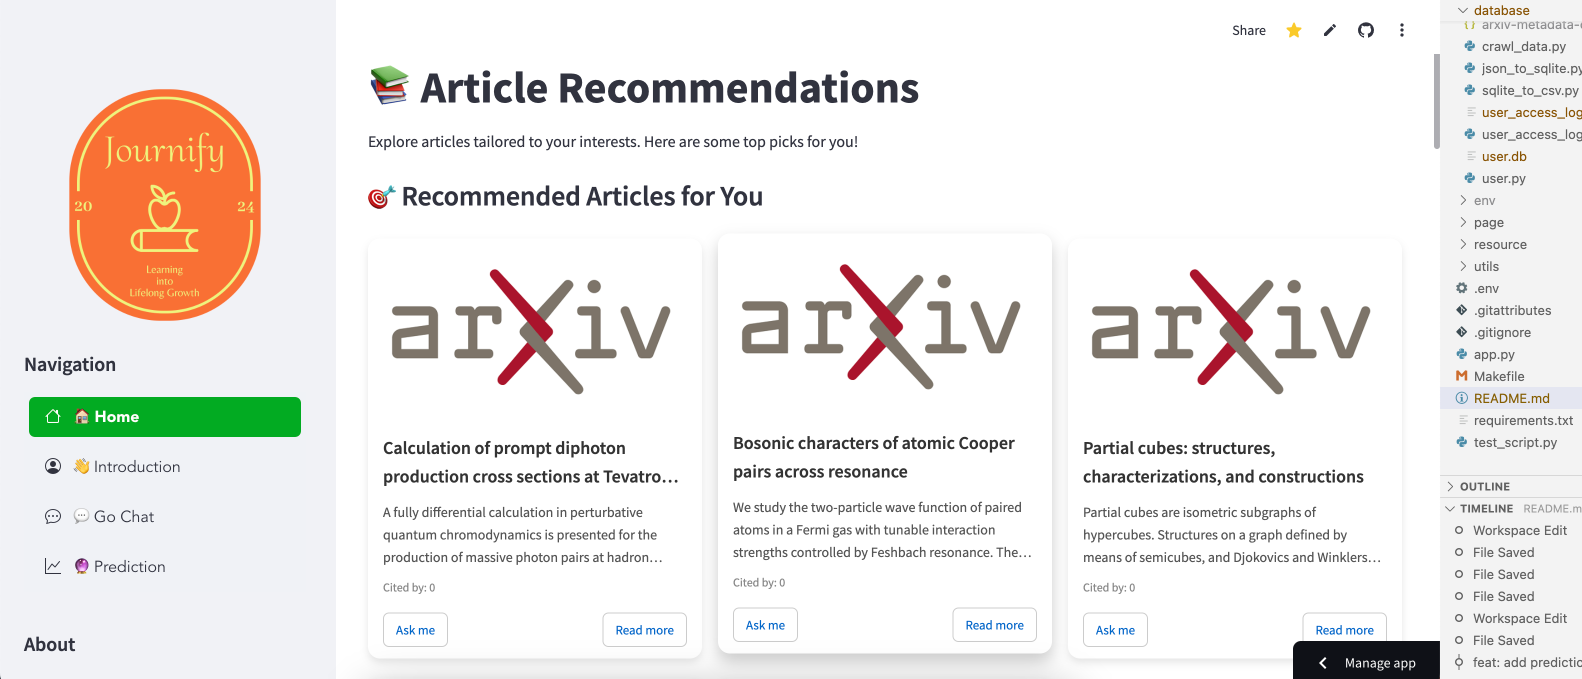 Journify
20
24
Learning
into
Lifelong Growth
Navigation
🏠 Home
👋 Introduction
💬 Go Chat
🔮 Prediction
About
Share
📚 Article Recommendations
Explore articles tailored to your interests. Here are some top picks for you!
🎯 Recommended Articles for You
arXiv
Calculation of prompt diphoton
production cross sections at Tevatro…
A fully differential calculation in perturbative
quantum chromodynamics is presented for the
production of massive photon pairs at hadron…
Cited by: 0
Ask me
Read more
arXiv
Bosonic characters of atomic Cooper
pairs across resonance
We study the two-particle wave function of paired
atoms in a Fermi gas with tunable interaction
strengths controlled by Feshbach resonance. The…
Cited by: 0
Ask me
Read more
arXiv
Partial cubes: structures,
characterizations, and constructions
Partial cubes are isometric subgraphs of
hypercubes. Structures on a graph defined by
means of semicubes, and Djokovics and Winklers…
Cited by: 0
Ask me
Read more
Manage app
database
arxiv-metadata-
crawl_data.py
json_to_sqlite.py
sqlite_to_csv.py
user_access_log
user_access_log
user.db
user.py
env
page
resource
utils
.env
.gitattributes
.gitignore
app.py
Makefile
README.md
requirements.txt
test_script.py
OUTLINE
TIMELINE README.m
Workspace Edit
File Saved
File Saved
File Saved
Workspace Edit
File Saved
feat: add predictic